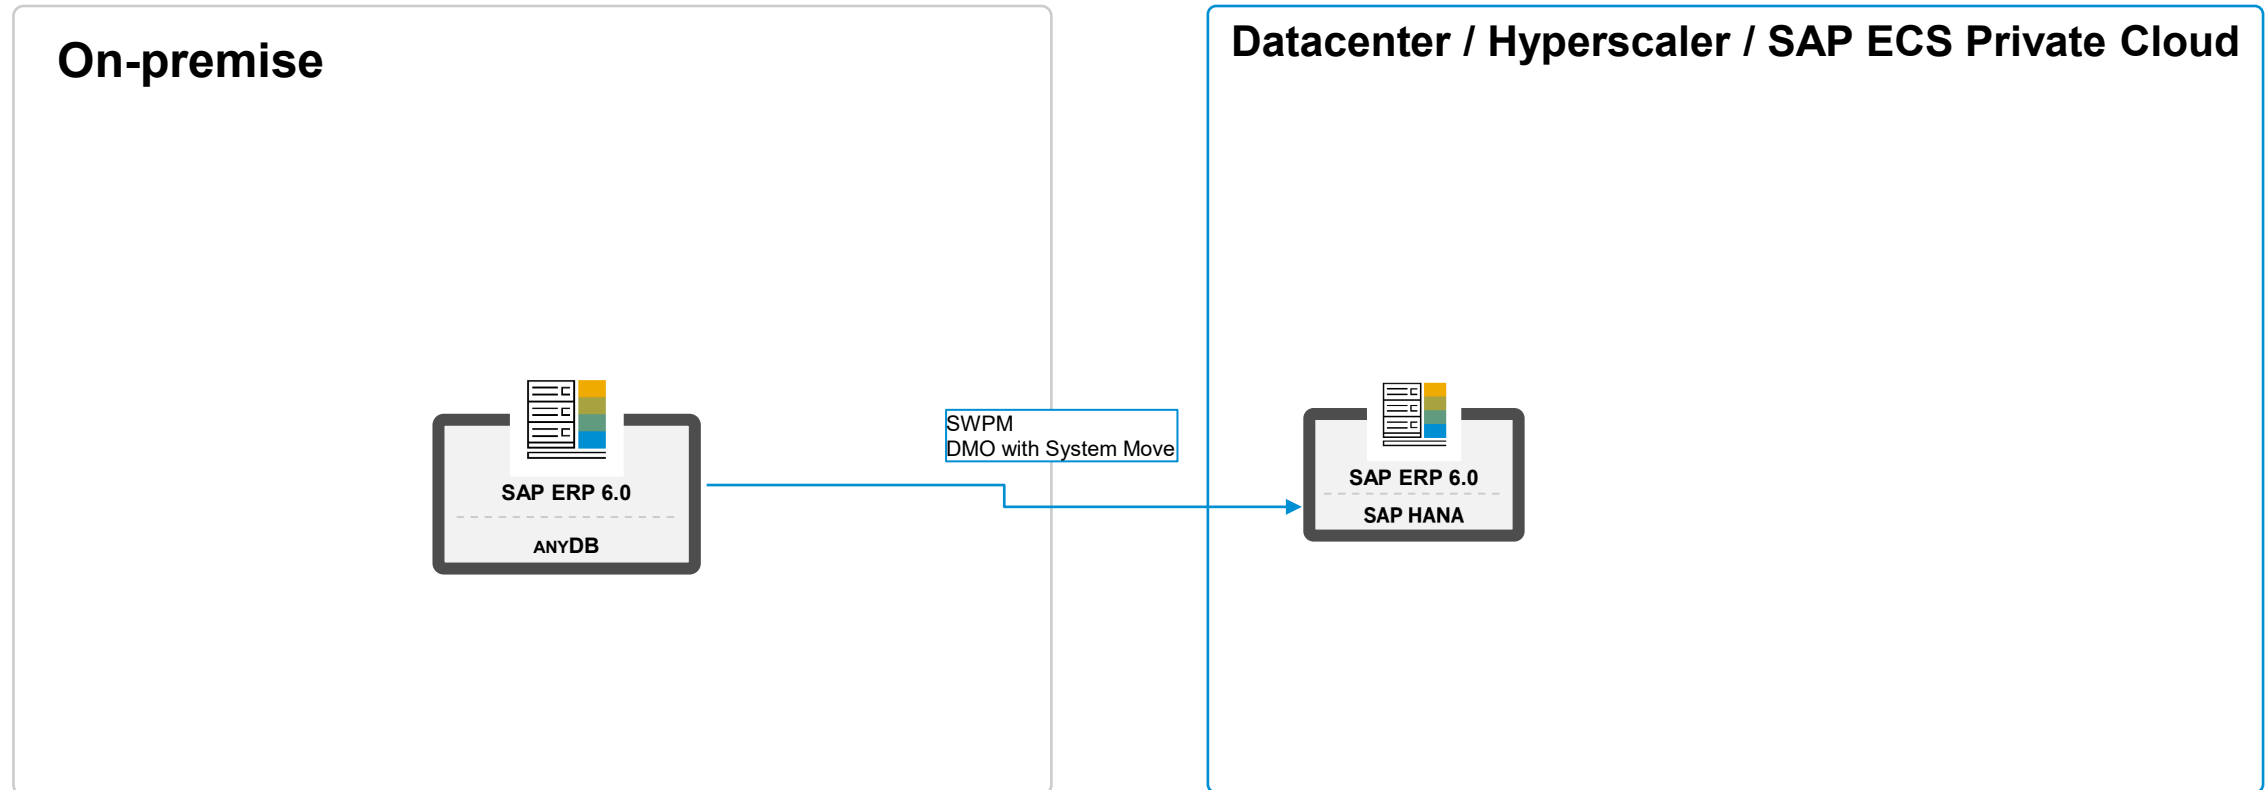 On-premise
Datacenter / Hyperscaler / SAP ECS Private Cloud
SWPM
DMO with System Move
SAP ERP 6.0
ANYDB
SAP ERP 6.0
SAP HANA